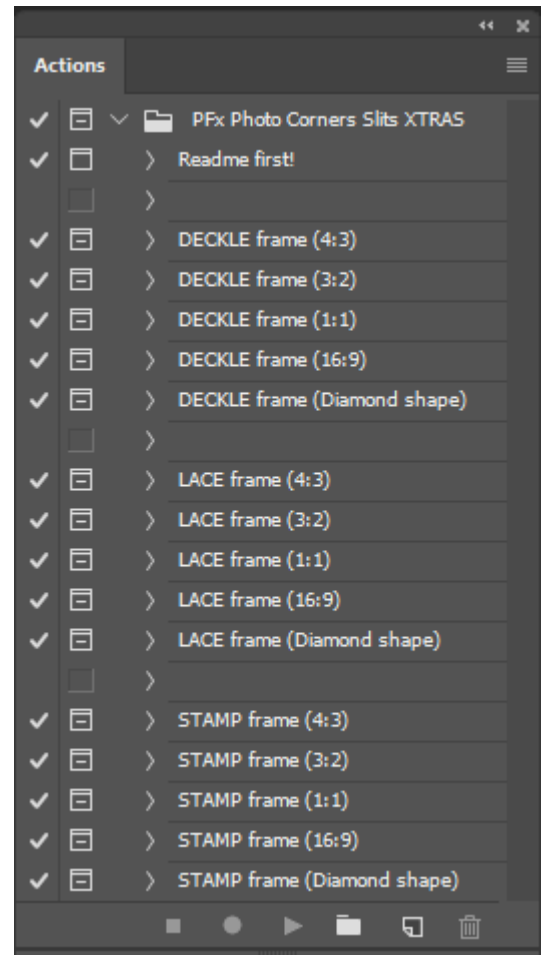 Actions
PFx Photo Corners Slits XTRAS
Readme first!
DECKLE frame (4:3)
DECKLE frame (3:2)
DECKLE frame (1:1)
DECKLE frame (16:9)
DECKLE frame (Diamond shape)
LACE frame (4:3)
LACE frame (3:2)
LACE frame (1:1)
LACE frame (16:9)
LACE frame (Diamond shape)
STAMP frame (4:3)
STAMP frame (3:2)
STAMP frame (1:1)
STAMP frame (16:9)
STAMP frame (Diamond shape)